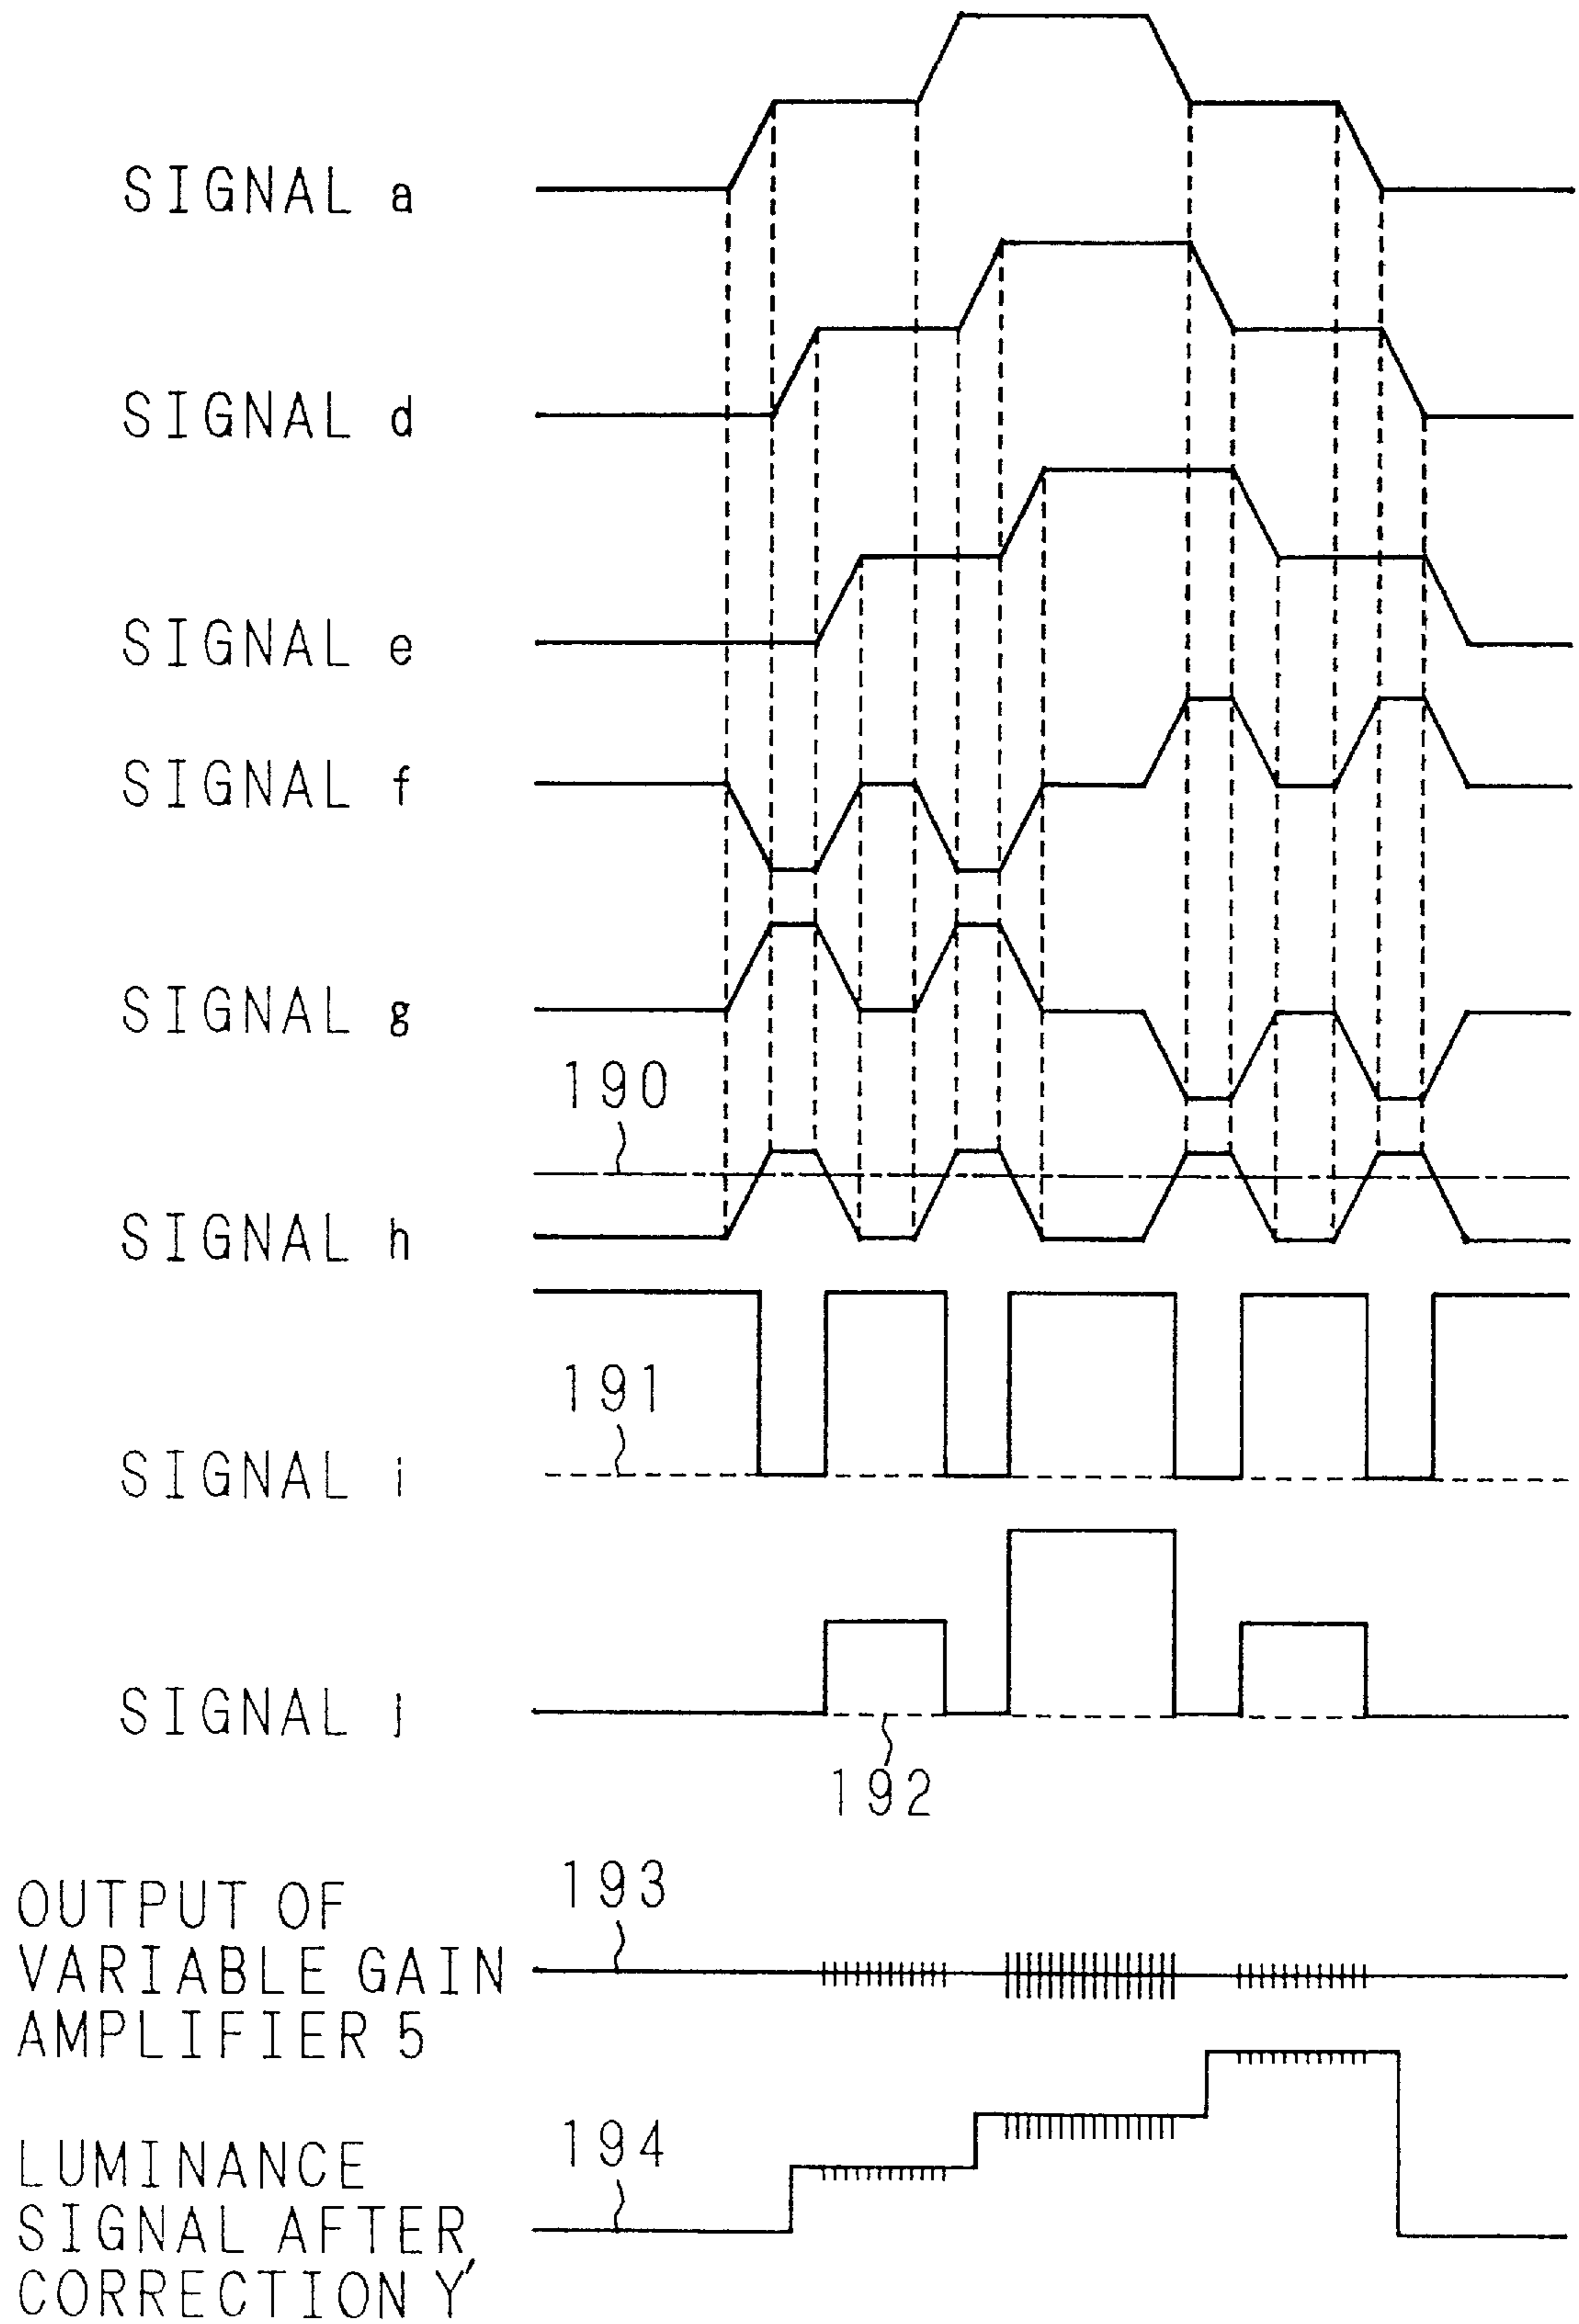 SIGNAL a
SIGNAL d
SIGNAL e
SIGNAL f
SIGNAL g
190
SIGNAL h
191
SIGNAL i
SIGNAL j
192
193
OUTPUT OF
VARIABLE GAIN
AMPLIFIER 5
194
LUMINANCE
SIGNAL AFTER
CORRECTION Y'